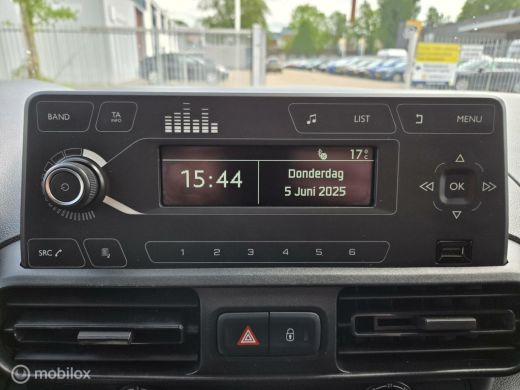 BAND
TA
INFO
LIST
MENU
17°C
15:44
Donderdag
5 Juni 2025
OK
SRC
1 2 3 4 5 6
mobilox